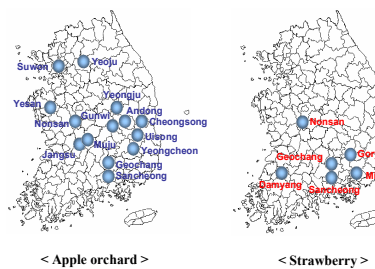 Suwon
Yeoju
Yesan
Yeongju
Andong
Gunwi
Cheongsong
Nonsan
Uisong
Muju
Yeongcheon
Jangsu
Geochang
Sancheong
Nonsan
Geochang
Damyang
Sancheong
< Apple orchard >
< Strawberry >